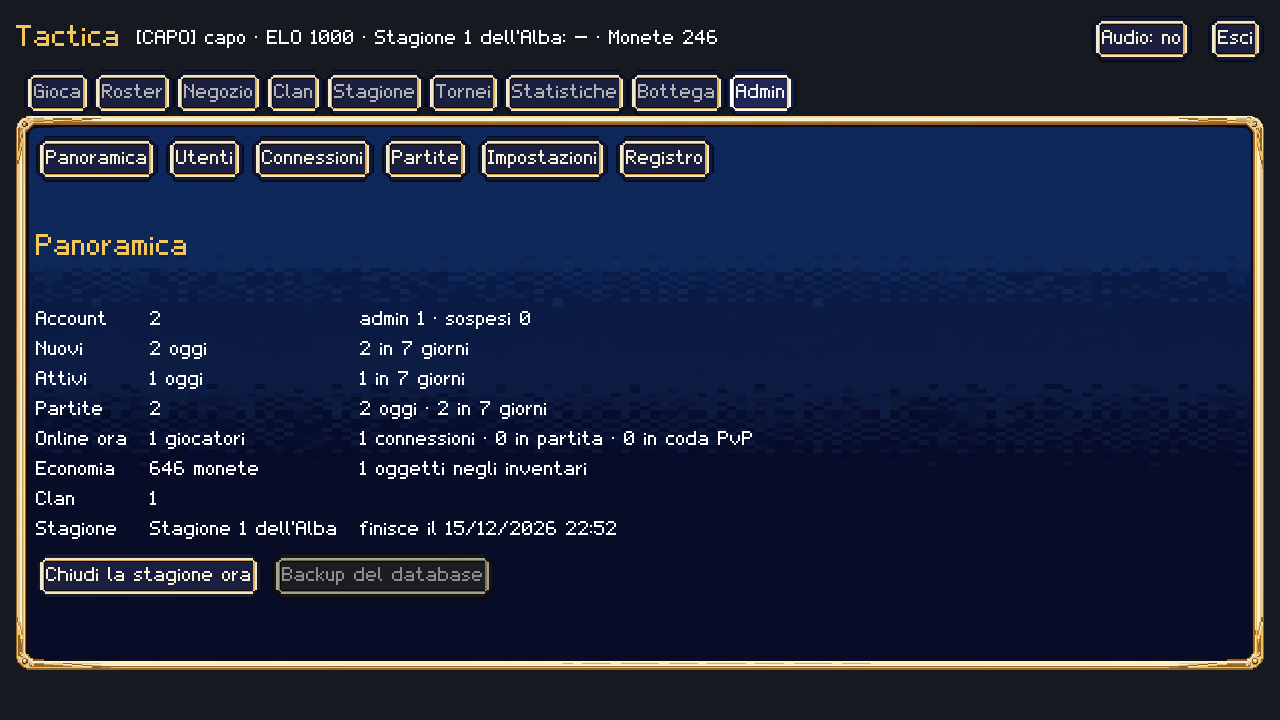 Tactica [CAPO] capo · ELO 1000 · Stagione 1 dell'Alba: — · Monete 246 Audio: no Esci
Gioca Roster Negozio Clan Stagione Tornei Statistiche Bottega Admin
Panoramica Utenti Connessioni Partite Impostazioni Registro
Panoramica
Account 2 admin 1 · sospesi 0
Nuovi 2 oggi 2 in 7 giorni
Attivi 1 oggi 1 in 7 giorni
Partite 2 2 oggi · 2 in 7 giorni
Online ora 1 giocatori 1 connessioni · 0 in partita · 0 in coda PvP
Economia 646 monete 1 oggetti negli inventari
Clan 1
Stagione Stagione 1 dell'Alba finisce il 15/12/2026 22:52
Chiudi la stagione ora Backup del database